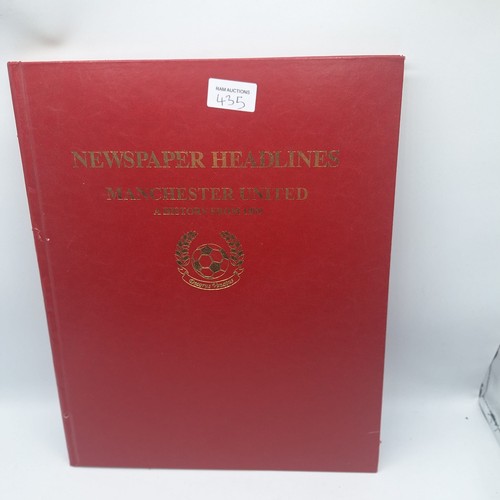 RAM AUCTIONS
435
NEWSPAPER HEADLINES
MANCHESTER UNITED
A HISTORY FROM